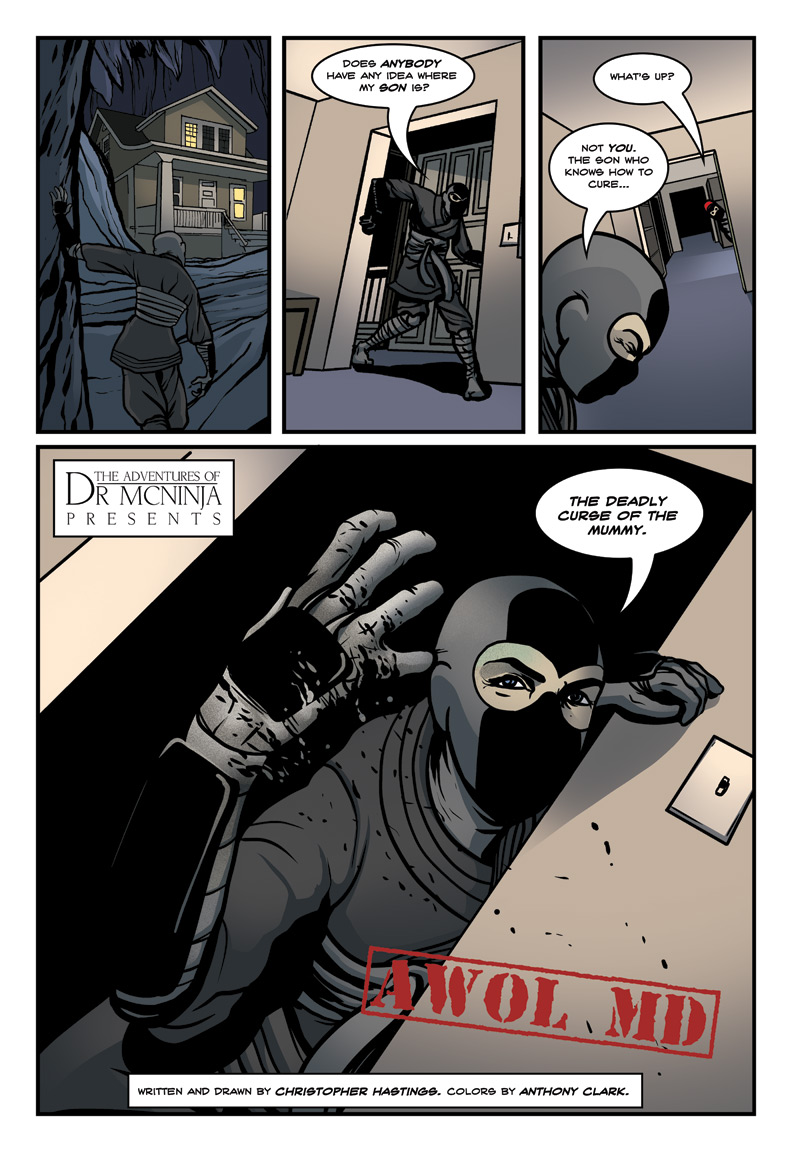 DOES ANYBODY
HAVE ANY IDEA WHERE
MY SON IS?
WHAT'S UP?
NOT YOU.
THE SON WHO
KNOWS HOW TO
CURE...
THE ADVENTURES OF
DR MCNINJA
PRESENTS
THE DEADLY
CURSE OF THE
MUMMY.
AWOL MD
WRITTEN AND DRAWN BY CHRISTOPHER HASTINGS. COLORS BY ANTHONY CLARK.